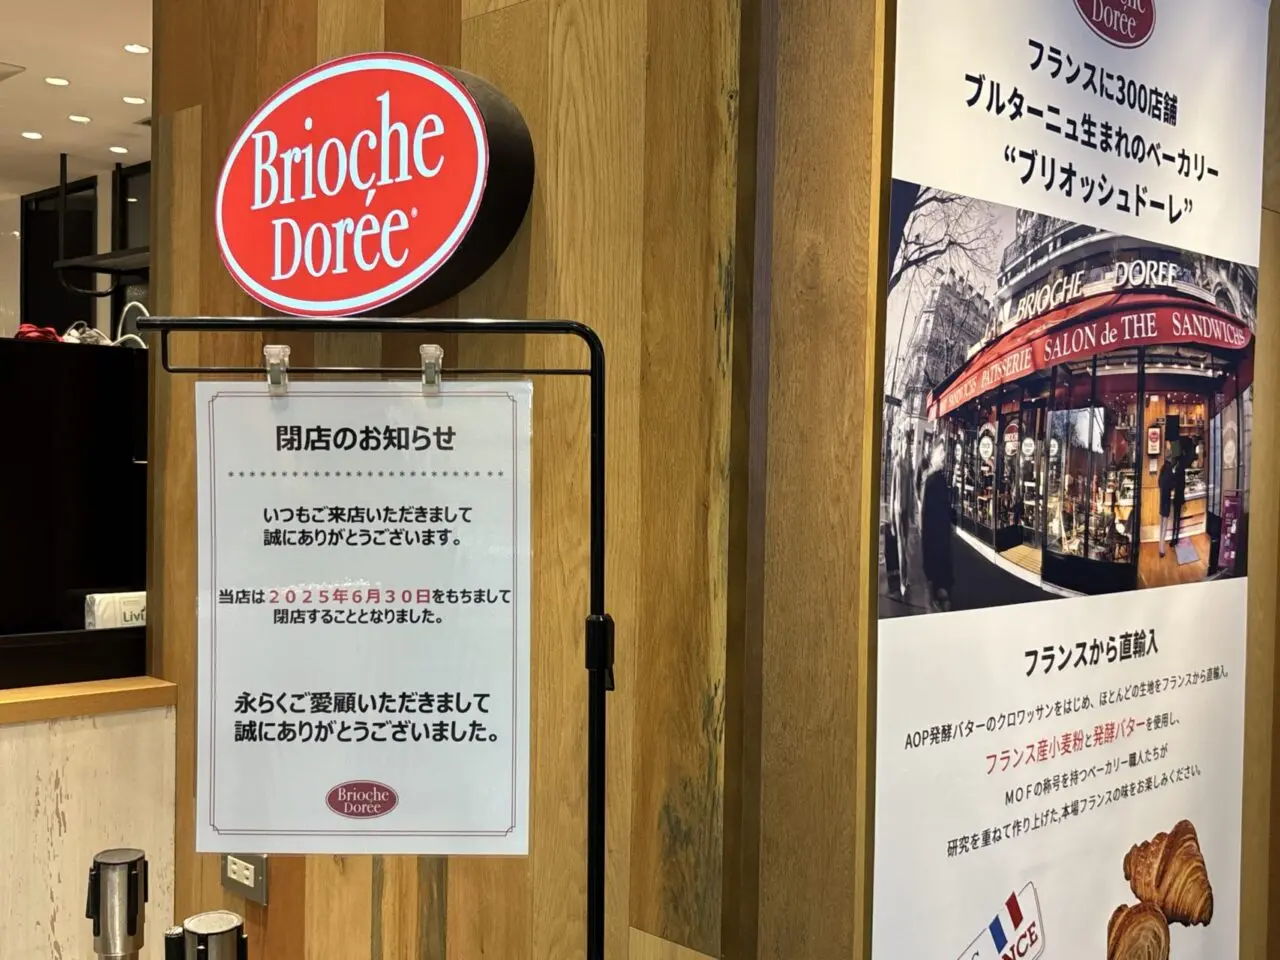 Brioche
Dorée
閉店のお知らせ
いつもご来店いただきまして
誠にありがとうございます。
当店は2025年6月30日をもちまして
閉店することとなりました。
永らくご愛顧いただきまして
誠にありがとうございました。
Brioche
Dorée
Livi
Brioche
Dorée
フランスに300店舗
ブルターニュ生まれのベーカリー
“ブリオッシュドーレ”
BRIOCHE DORÉE
PATISSERIE SALON de THE SANDWICHS
フランスから直輸入
AOP発酵バターのクロワッサンをはじめ、ほとんどの生地をフランスから直輸入。
フランス産小麦粉と発酵バターを使用し、
MOFの称号を持つベーカリー職人たちが
研究を重ねて作り上げた,本場フランスの味をお楽しみください。